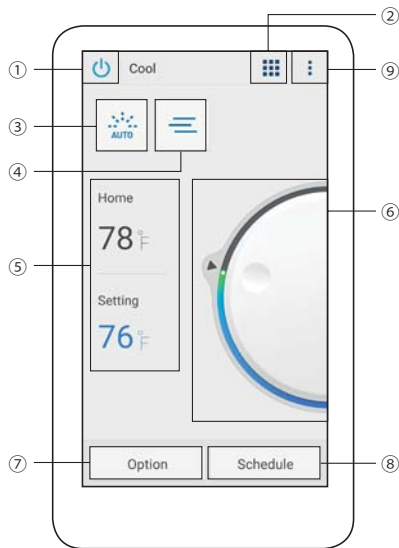 ②
① Cool ⑨
③ AUTO
④
Home
78°F
⑤ ⑥
Setting
76°F
⑦ Option Schedule ⑧